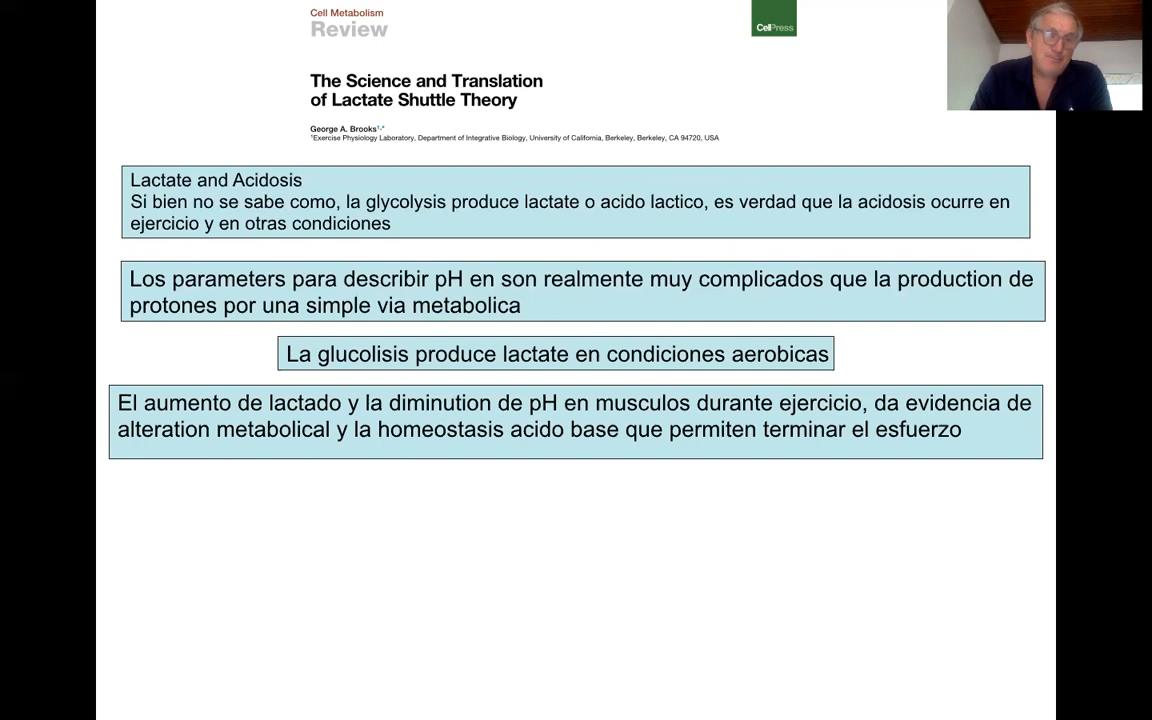 Cell Metabolism
Review
CellPress
The Science and Translation
of Lactate Shuttle Theory
George A. Brooks1,*
1Exercise Physiology Laboratory, Department of Integrative Biology, University of California, Berkeley, Berkeley, CA 94720, USA
Lactate and Acidosis
Si bien no se sabe como, la glycolysis produce lactate o acido lactico, es verdad que la acidosis ocurre en
ejercicio y en otras condiciones
Los parameters para describir pH en son realmente muy complicados que la production de
protones por una simple via metabolica
La glucolisis produce lactate en condiciones aerobicas
El aumento de lactado y la diminution de pH en musculos durante ejercicio, da evidencia de
alteration metabolical y la homeostasis acido base que permiten terminar el esfuerzo